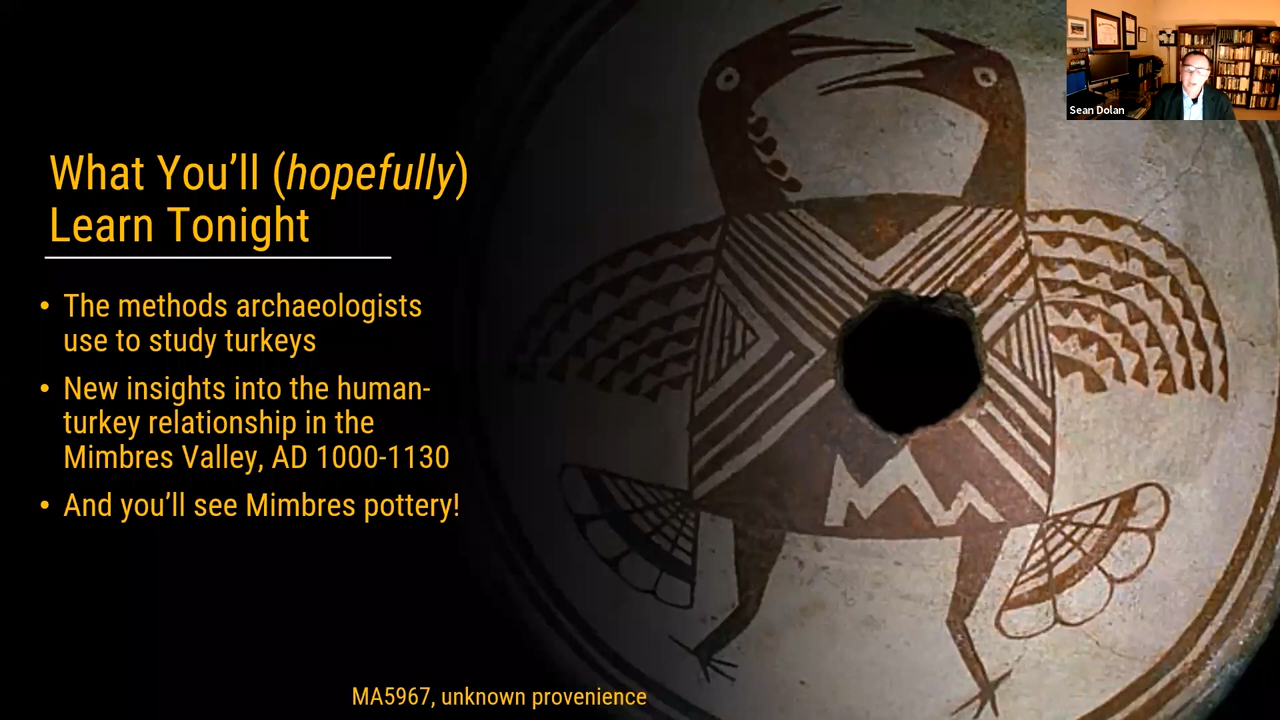 What You’ll (hopefully)
Learn Tonight
• The methods archaeologists
use to study turkeys
• New insights into the human-
turkey relationship in the
Mimbres Valley, AD 1000-1130
• And you’ll see Mimbres pottery!
MA5967, unknown provenience
Sean Dolan